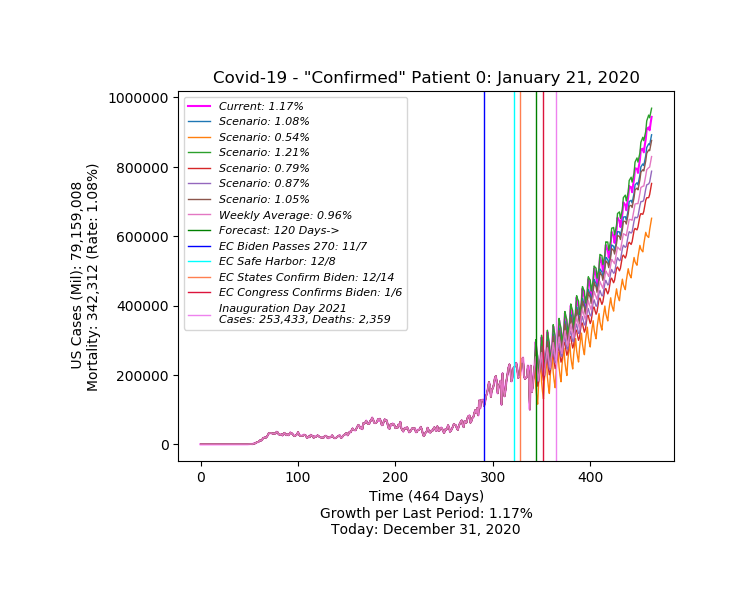 Covid-19 - "Confirmed" Patient 0: January 21, 2020
1000000
800000
600000
400000
200000
0
US Cases (Mil): 79,159,008
Mortality: 342,312 (Rate: 1.08%)
Current: 1.17%
Scenario: 1.08%
Scenario: 0.54%
Scenario: 1.21%
Scenario: 0.79%
Scenario: 0.87%
Scenario: 1.05%
Weekly Average: 0.96%
Forecast: 120 Days->
EC Biden Passes 270: 11/7
EC Safe Harbor: 12/8
EC States Confirm Biden: 12/14
EC Congress Confirms Biden: 1/6
Inauguration Day 2021
Cases: 253,433, Deaths: 2,359
0 100 200 300 400
Time (464 Days)
Growth per Last Period: 1.17%
Today: December 31, 2020